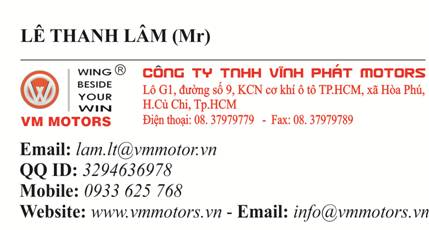 LÊ THANH LÂM (Mr)
WING ®
BESIDE
YOUR
WIN
VM MOTORS
CÔNG TY TNHH VĨNH PHÁT MOTORS
Lô G1, đường số 9, KCN cơ khí ô tô TP.HCM, xã Hòa Phú,
H.Củ Chi, Tp.HCM
Điện thoại: 08. 37979779 - Fax: 08. 37979789
Email: lam.lt@vmmotor.vn
QQ ID: 3294636978
Mobile: 0933 625 768
Website: www.vmmotors.vn - Email: info@vmmotors.vn